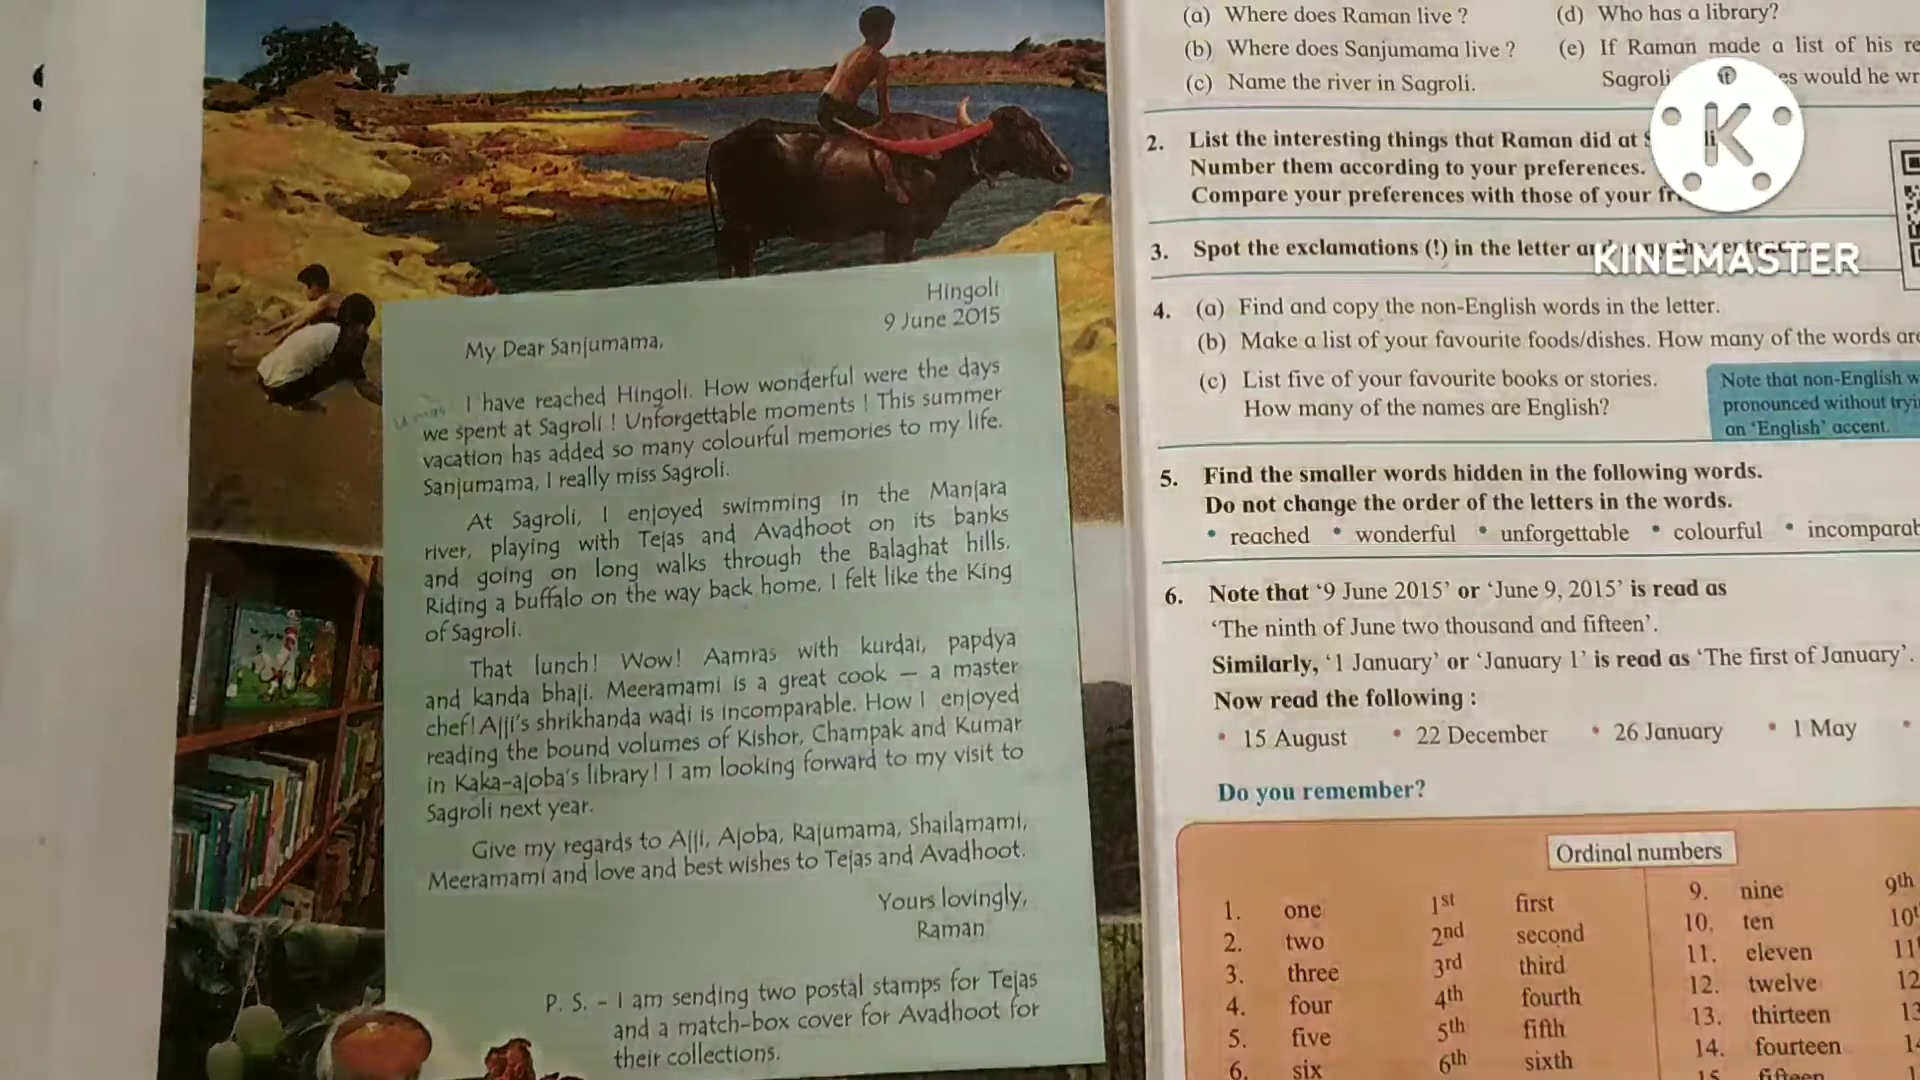 Hingoli
9 June 2015
My Dear Sanjumama,
I have reached Hingoli. How wonderful were the days
we spent at Sagroli ! Unforgettable moments ! This summer
vacation has added so many colourful memories to my life.
Sanjumama, I really miss Sagroli.
At Sagroli, I enjoyed swimming in the Manjara
river, playing with Tejas and Avadhoot on its banks
and going on long walks through the Balaghat hills.
Riding a buffalo on the way back home, I felt like the King
of Sagroli.
That lunch! Wow! Aamras with kurdai, papdya
and kanda bhaji. Meeramami is a great cook – a master
chef! Ajji's shrikhanda wadi is incomparable. How I enjoyed
reading the bound volumes of Kishor, Champak and Kumar
in Kaka-ajoba's library! I am looking forward to my visit to
Sagroli next year.
Give my regards to Ajji, Ajoba, Rajumama, Shailamami,
Meeramami and love and best wishes to Tejas and Avadhoot.
Yours lovingly,
Raman
P. S. – I am sending two postal stamps for Tejas
and a match-box cover for Avadhoot for
their collections.
(a) Where does Raman live ?
(b) Where does Sanjumama live ?
(c) Name the river in Sagroli.
(d) Who has a library?
(e) If Raman made a list of his
Sagroli would he
K
KINEMASTER
2. List the interesting things that Raman did at
Number them according to your preferences.
Compare your preferences with those of your
3. Spot the exclamations (!) in the letter
4. (a) Find and copy the non-English words in the letter.
(b) Make a list of your favourite foods/dishes. How many of the words
(c) List five of your favourite books or stories.
How many of the names are English?
Note that non-English
pronounced without
an 'English' accent.
5. Find the smaller words hidden in the following words.
Do not change the order of the letters in the words.
• reached • wonderful • unforgettable • colourful •
6. Note that '9 June 2015' or 'June 9, 2015' is read as
'The ninth of June two thousand and fifteen'.
Similarly, '1 January' or 'January 1' is read as 'The first of January'.
Now read the following :
• 15 August • 22 December • 26 January • 1 May •
Do you remember?
Ordinal numbers
1. one 1st first 9. nine 9th
2. two 2nd second 10. ten
3. three 3rd third 11. eleven
4. four 4th fourth 12. twelve
5. five 5th fifth 13. thirteen
6. six 6th sixth 14. fourteen
15. fifteen